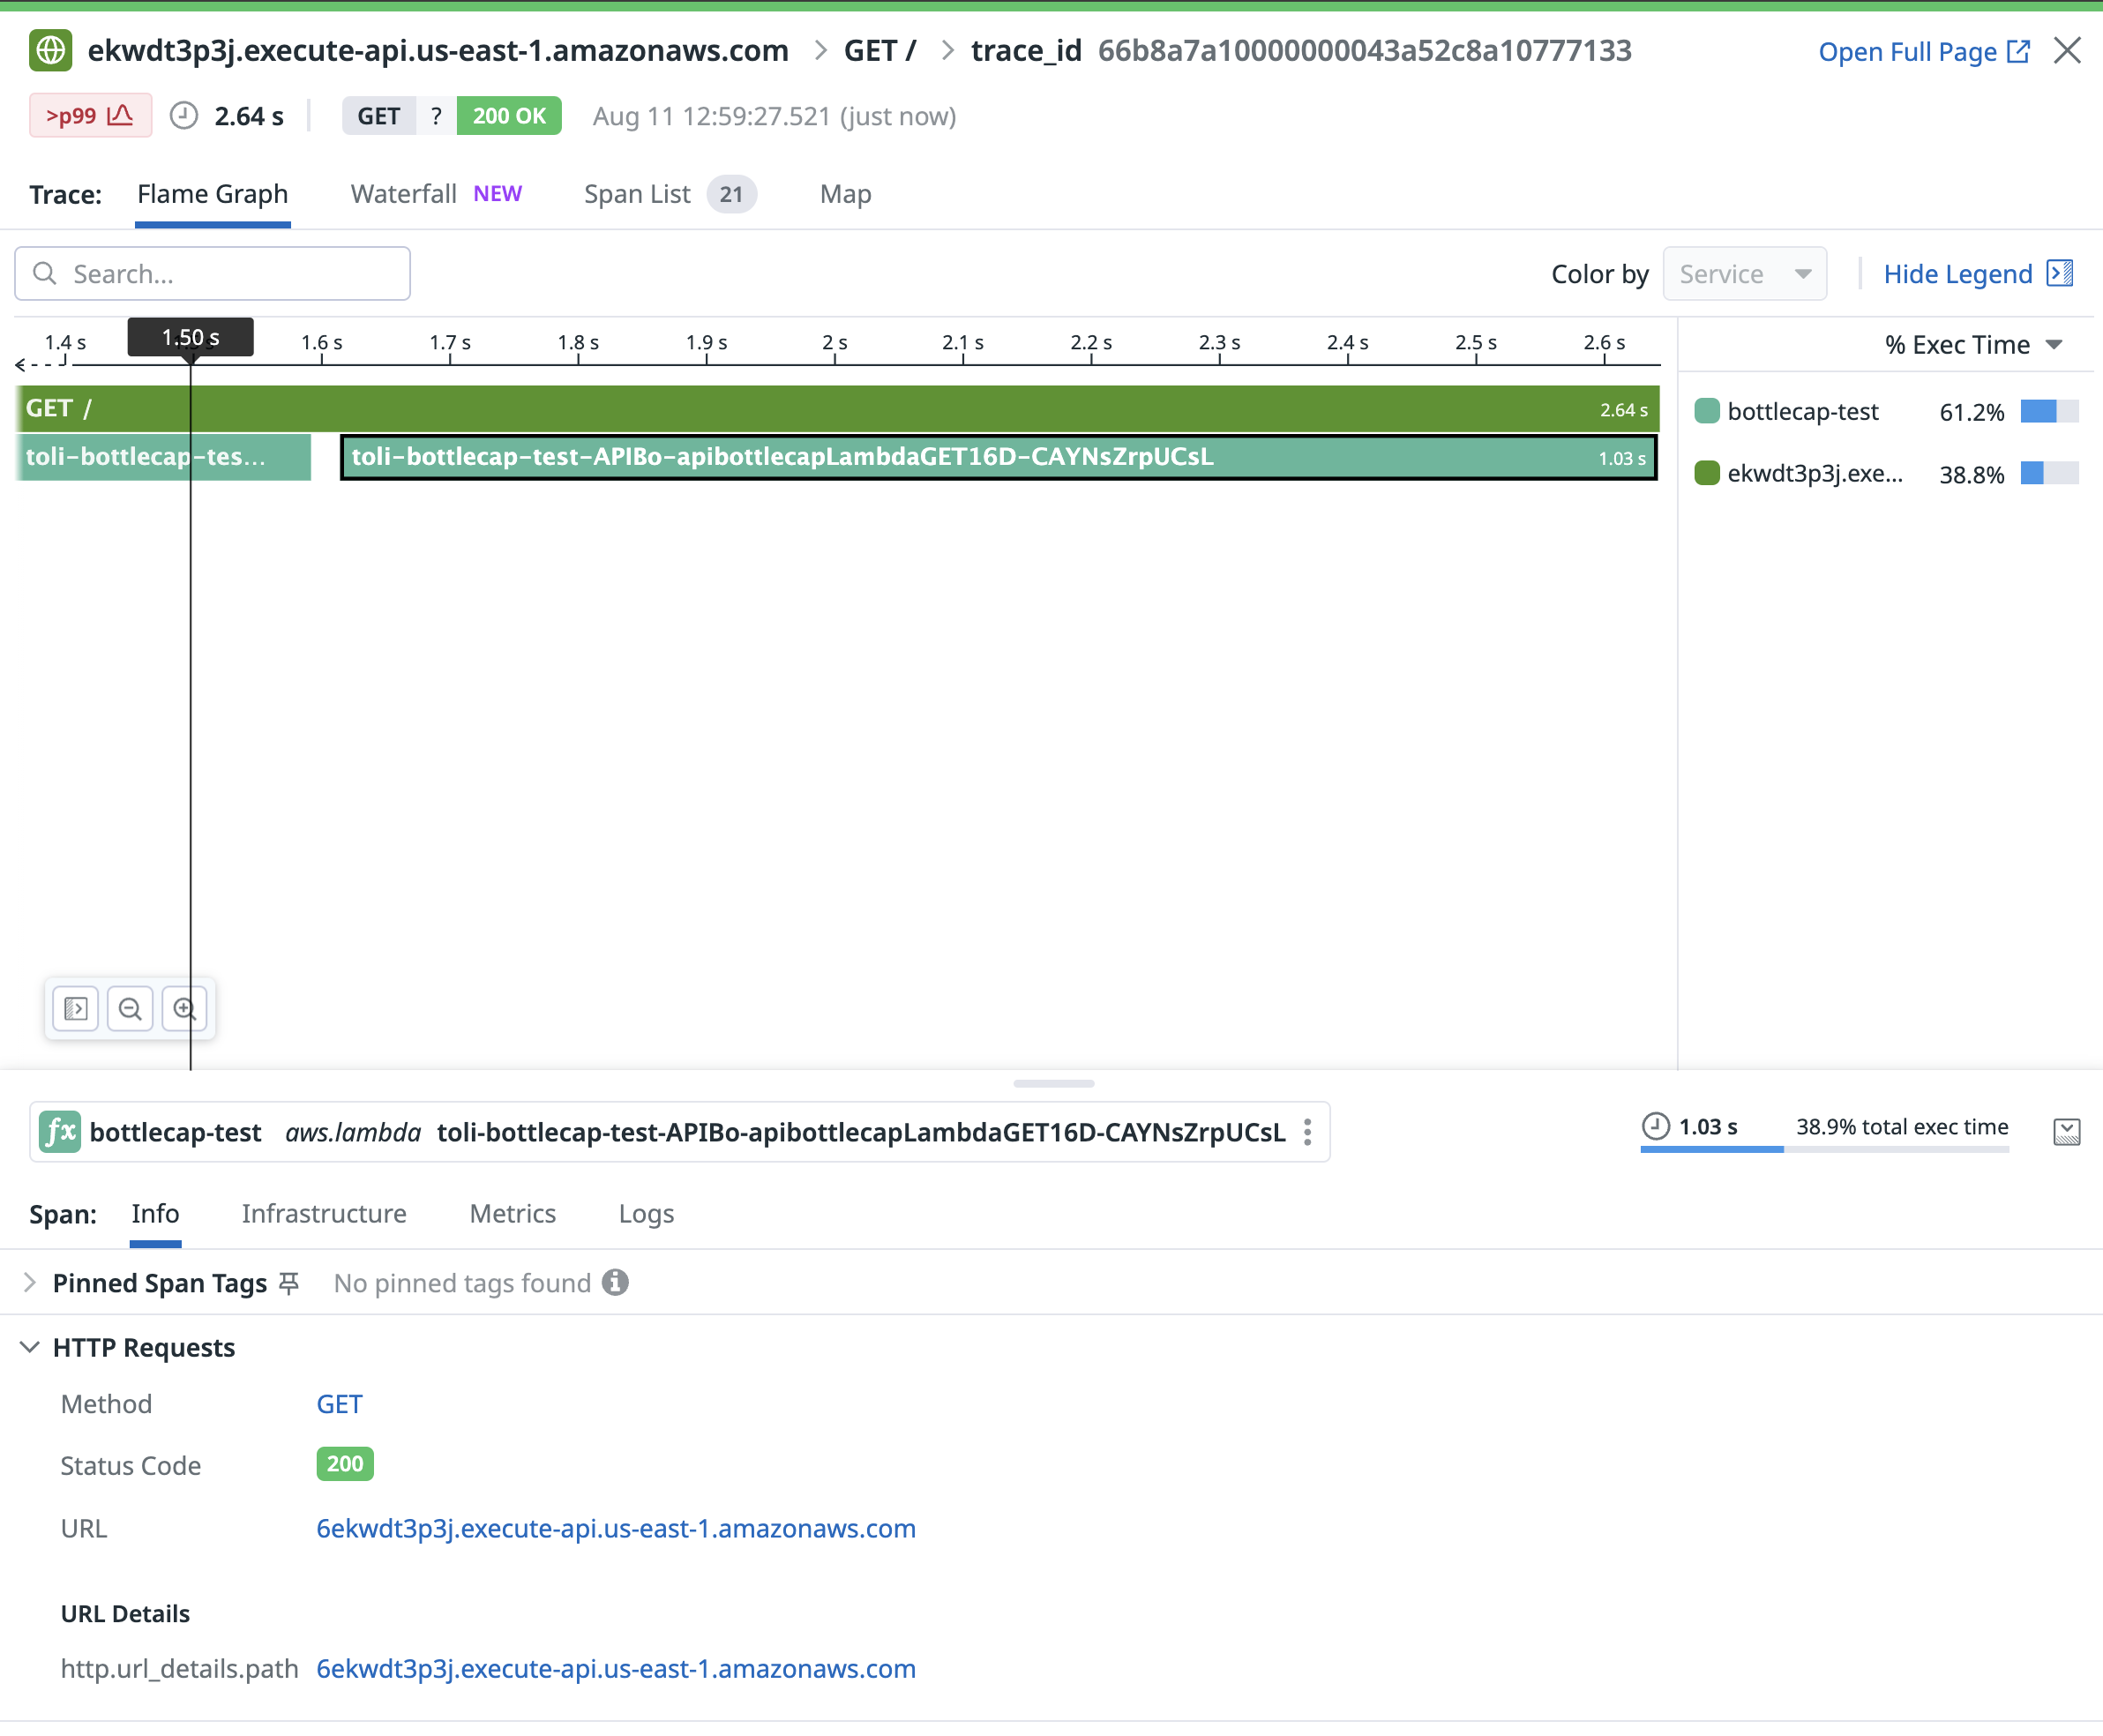 ekwdt3p3j.execute-api.us-east-1.amazonaws.com > GET / > trace_id 66b8a7a10000000043a52c8a10777133 Open Full Page
>p99 2.64 s GET ? 200 OK Aug 11 12:59:27.521 (just now)
Trace: Flame Graph Waterfall NEW Span List 21 Map
Search... Color by Service Hide Legend
1.4 s 1.50 s 1.6 s 1.7 s 1.8 s 1.9 s 2 s 2.1 s 2.2 s 2.3 s 2.4 s 2.5 s 2.6 s % Exec Time
GET / 2.64 s
bottlecap-test 61.2%
toli-bottlecap-tes... toli-bottlecap-test-APIBo-apibottlecapLambdaGET16D-CAYNsZrpUCsL 1.03 s
ekwdt3p3j.exe... 38.8%
fx bottlecap-test aws.lambda toli-bottlecap-test-APIBo-apibottlecapLambdaGET16D-CAYNsZrpUCsL 1.03 s 38.9% total exec time
Span: Info Infrastructure Metrics Logs
Pinned Span Tags No pinned tags found
HTTP Requests
Method GET
Status Code 200
URL 6ekwdt3p3j.execute-api.us-east-1.amazonaws.com
URL Details
http.url_details.path 6ekwdt3p3j.execute-api.us-east-1.amazonaws.com